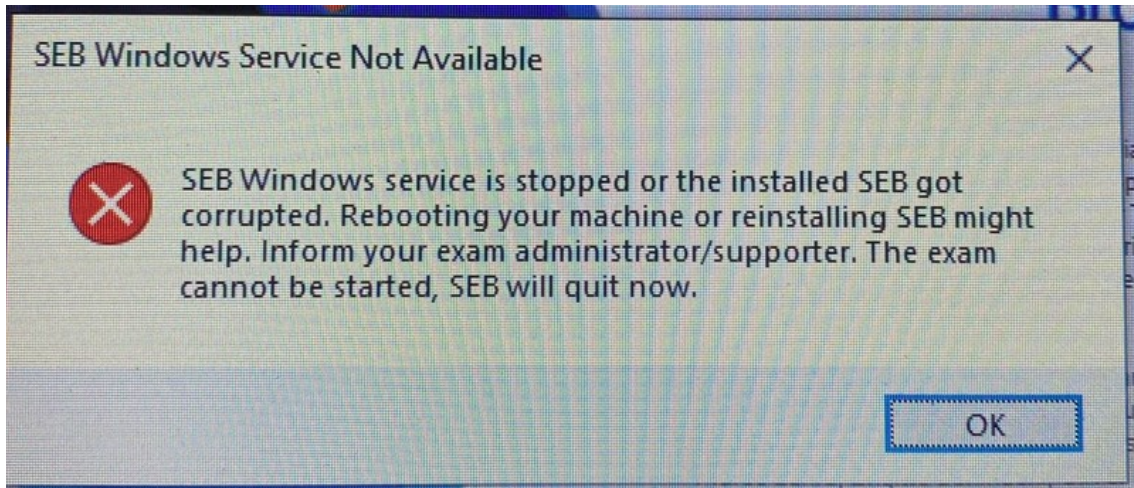 SEB Windows Service Not Available
SEB Windows service is stopped or the installed SEB got
corrupted. Rebooting your machine or reinstalling SEB might
help. Inform your exam administrator/supporter. The exam
cannot be started, SEB will quit now.
OK